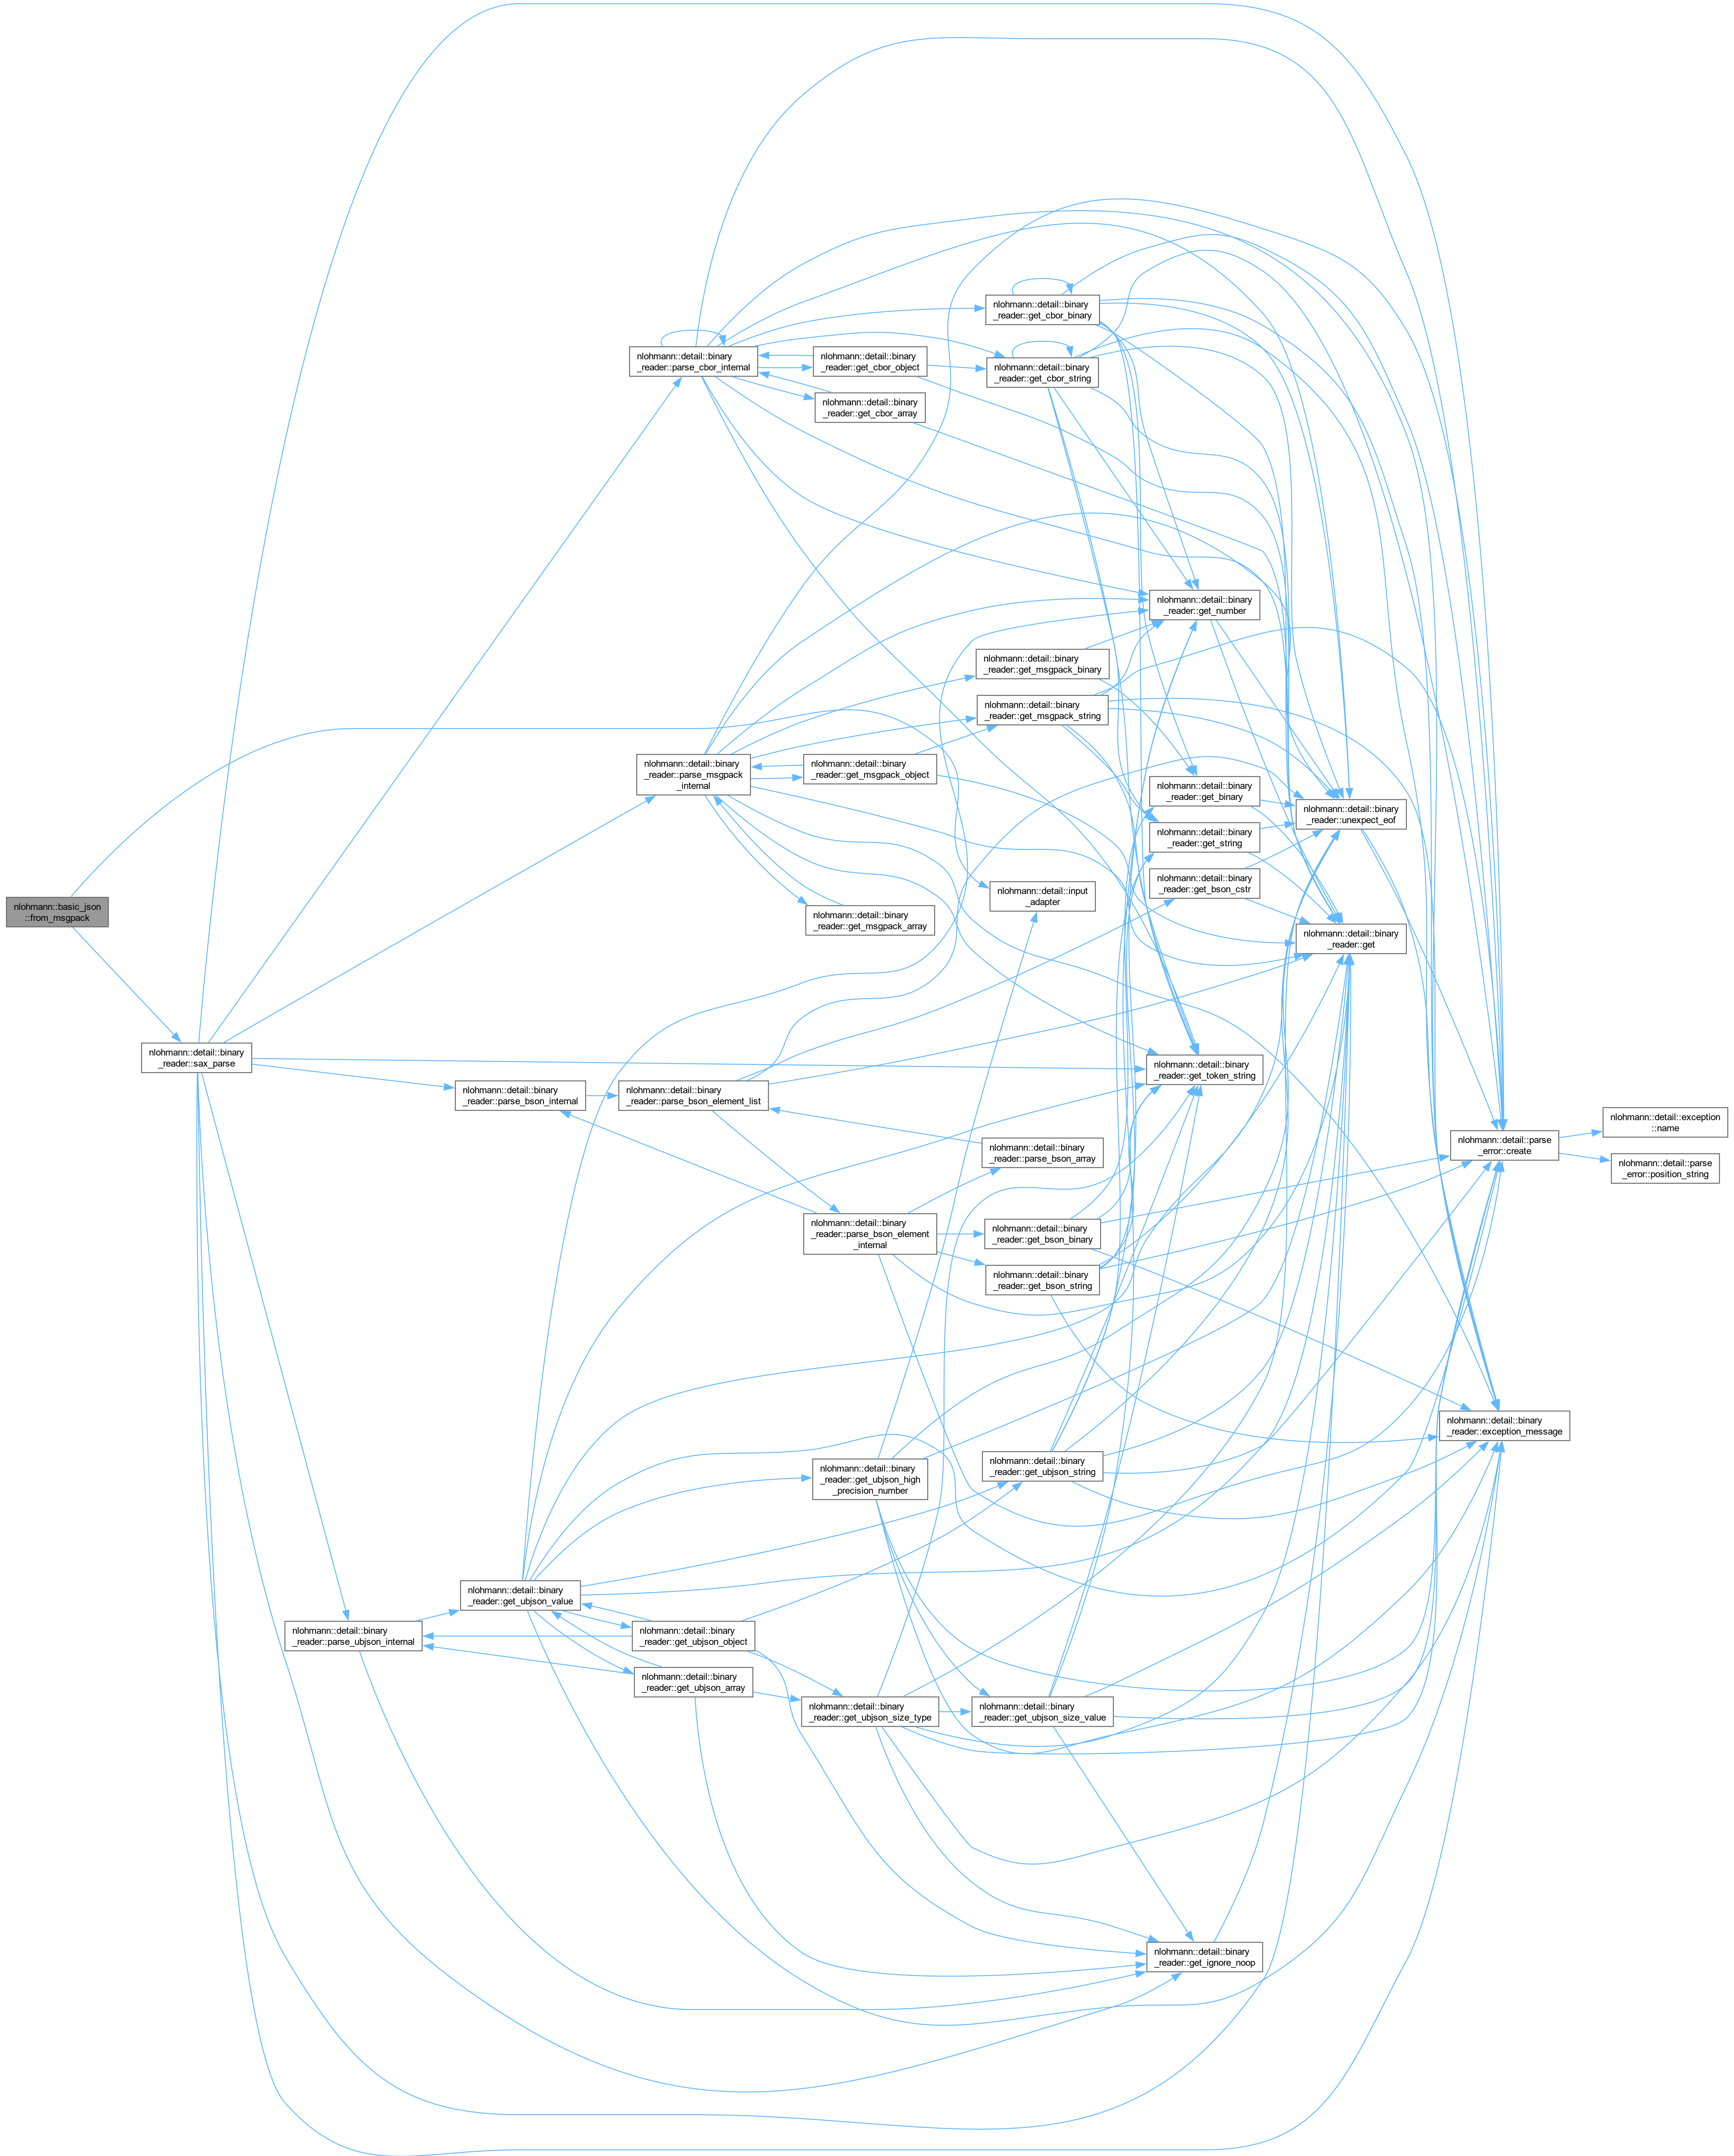 nlohmann::basic_json
::from_msgpack
nlohmann::detail::binary
_reader::sax_parse
nlohmann::detail::binary
_reader::parse_ubjson_internal
nlohmann::detail::binary
_reader::parse_bson_internal
nlohmann::detail::binary
_reader::get_ubjson_value
nlohmann::detail::binary
_reader::parse_cbor_internal
nlohmann::detail::binary
_reader::parse_msgpack
_internal
nlohmann::detail::binary
_reader::parse_bson_element_list
nlohmann::detail::binary
_reader::get_ubjson_object
nlohmann::detail::binary
_reader::get_ubjson_array
nlohmann::detail::binary
_reader::get_cbor_object
nlohmann::detail::binary
_reader::get_cbor_array
nlohmann::detail::binary
_reader::get_msgpack_object
nlohmann::detail::binary
_reader::get_msgpack_array
nlohmann::detail::binary
_reader::parse_bson_element
_internal
nlohmann::detail::binary
_reader::get_ubjson_high
_precision_number
nlohmann::detail::binary
_reader::get_ubjson_size_type
nlohmann::detail::binary
_reader::get_cbor_binary
nlohmann::detail::binary
_reader::get_cbor_string
nlohmann::detail::binary
_reader::get_msgpack_binary
nlohmann::detail::binary
_reader::get_msgpack_string
nlohmann::detail::input
_adapter
nlohmann::detail::binary
_reader::parse_bson_array
nlohmann::detail::binary
_reader::get_bson_binary
nlohmann::detail::binary
_reader::get_bson_string
nlohmann::detail::binary
_reader::get_ubjson_string
nlohmann::detail::binary
_reader::get_ubjson_size_value
nlohmann::detail::binary
_reader::get_number
nlohmann::detail::binary
_reader::get_binary
nlohmann::detail::binary
_reader::get_string
nlohmann::detail::binary
_reader::get_bson_cstr
nlohmann::detail::binary
_reader::get_token_string
nlohmann::detail::binary
_reader::get_ignore_noop
nlohmann::detail::binary
_reader::unexpect_eof
nlohmann::detail::binary
_reader::get
nlohmann::detail::parse
_error::create
nlohmann::detail::binary
_reader::exception_message
nlohmann::detail::exception
::name
nlohmann::detail::parse
_error::position_string